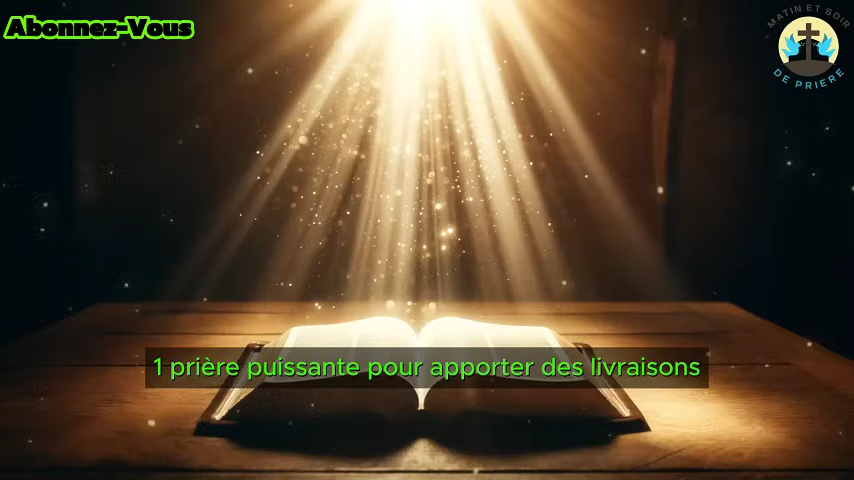 Abonnez-Vous
MATIN ET SOIR
DE PRIERE
1 prière puissante pour apporter des livraisons